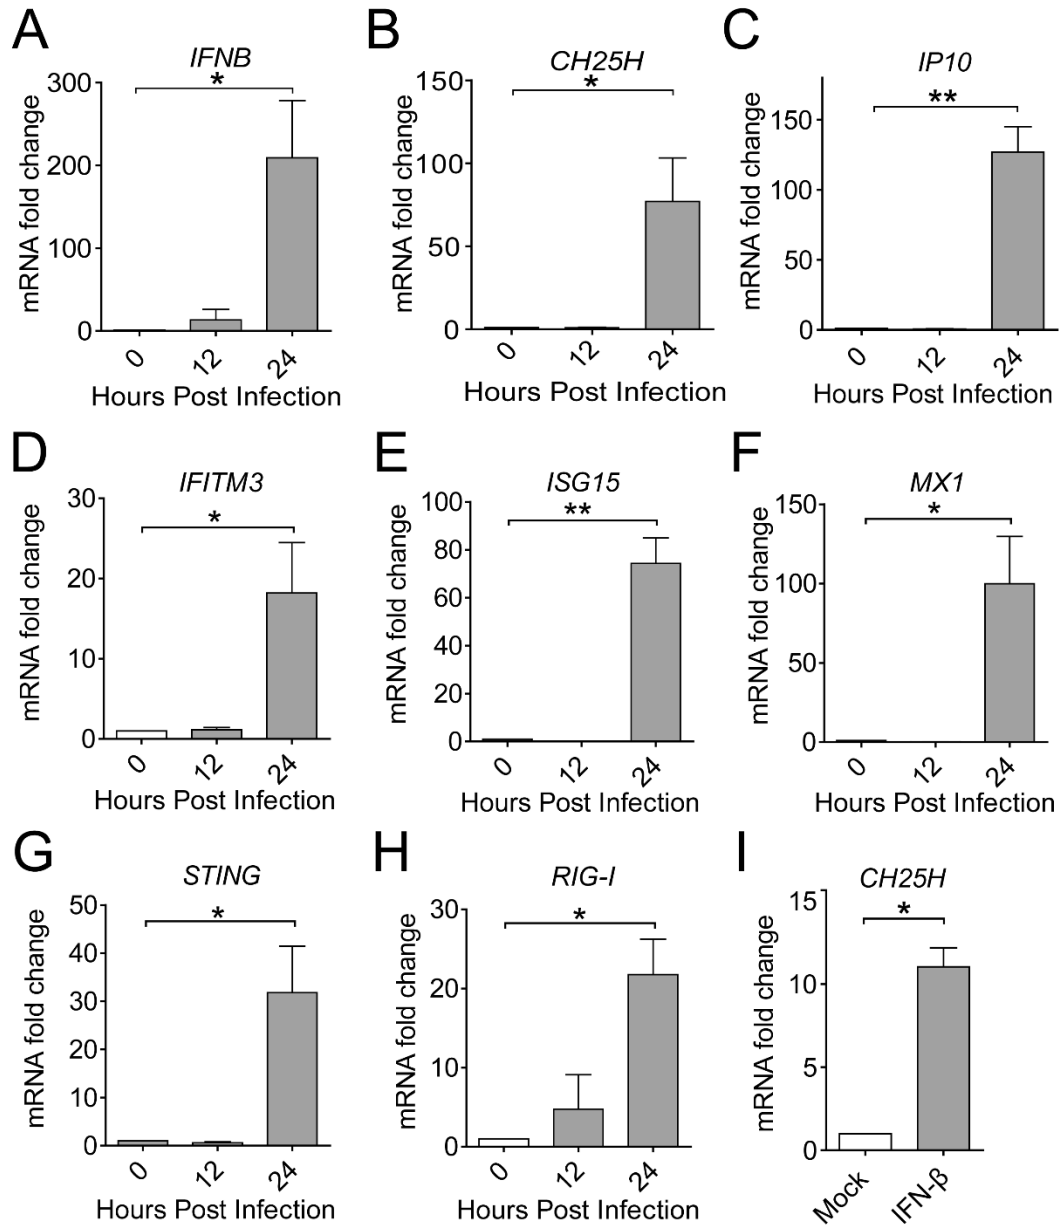 A
IFNB
*
mRNA fold change
300
200
100
0
0
12
24
Hours Post Infection
B
CH25H
*
mRNA fold change
150
100
50
0
0
12
24
Hours Post Infection
C
IP10
**
mRNA fold change
150
100
50
0
0
12
24
Hours Post Infection
D
IFITM3
*
mRNA fold change
30
20
10
0
0
12
24
Hours Post Infection
E
ISG15
**
mRNA fold change
100
80
60
40
20
0
0
12
24
Hours Post Infection
F
MX1
*
mRNA fold change
150
100
50
0
0
12
24
Hours Post Infection
G
STING
*
mRNA fold change
50
40
30
20
10
0
0
12
24
Hours Post Infection
H
RIG-I
*
mRNA fold change
30
20
10
0
0
12
24
Hours Post Infection
I
CH25H
*
mRNA fold change
15
10
5
0
Mock
IFN-β